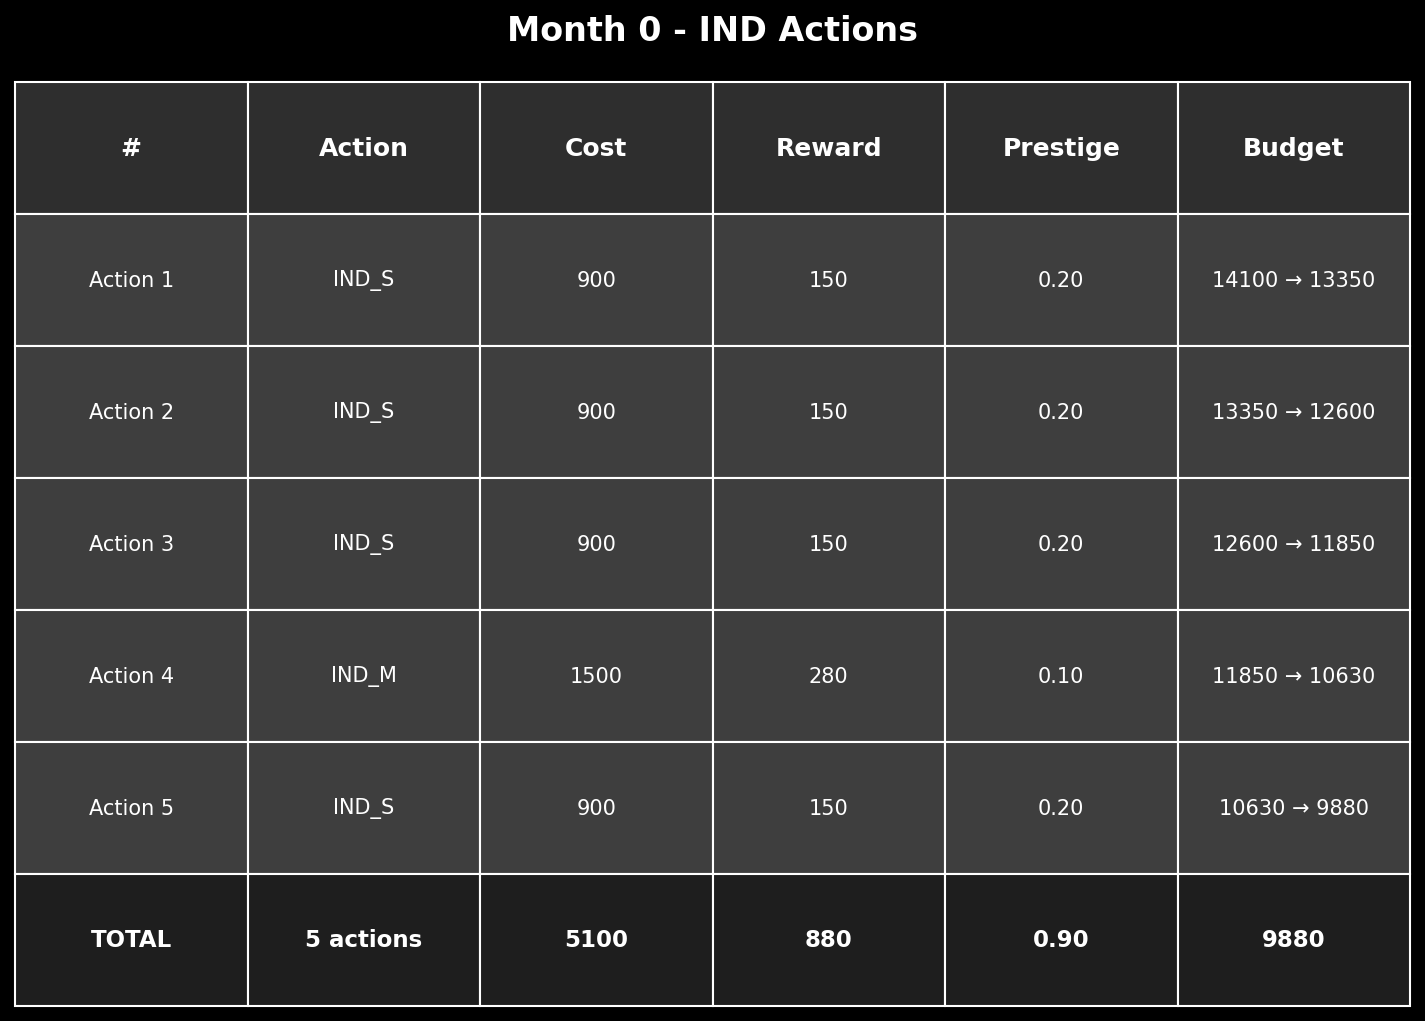 Month 0 - IND Actions
# Action Cost Reward Prestige Budget
Action 1 IND_S 900 150 0.20 14100 → 13350
Action 2 IND_S 900 150 0.20 13350 → 12600
Action 3 IND_S 900 150 0.20 12600 → 11850
Action 4 IND_M 1500 280 0.10 11850 → 10630
Action 5 IND_S 900 150 0.20 10630 → 9880
TOTAL 5 actions 5100 880 0.90 9880